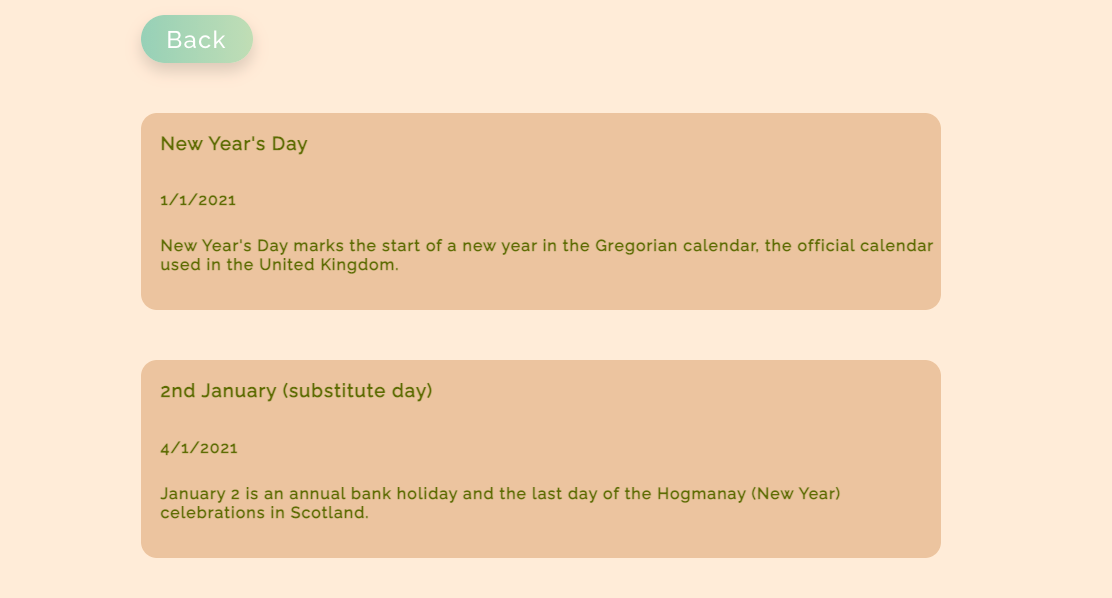 Back
New Year's Day
1/1/2021
New Year's Day marks the start of a new year in the Gregorian calendar, the official calendar
used in the United Kingdom.
2nd January (substitute day)
4/1/2021
January 2 is an annual bank holiday and the last day of the Hogmanay (New Year)
celebrations in Scotland.